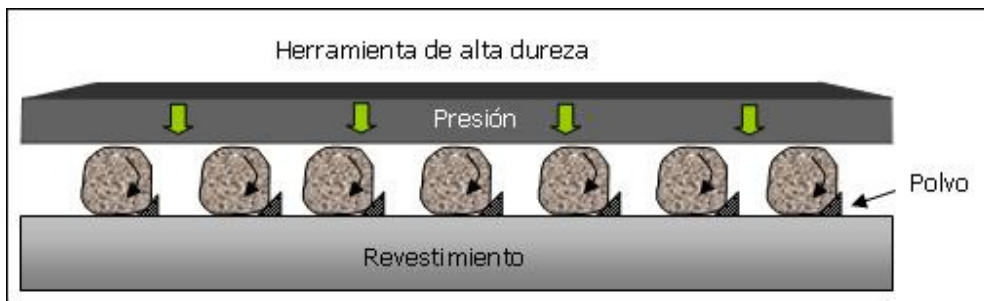 Herramienta de alta dureza
Presión
Polvo
Revestimiento